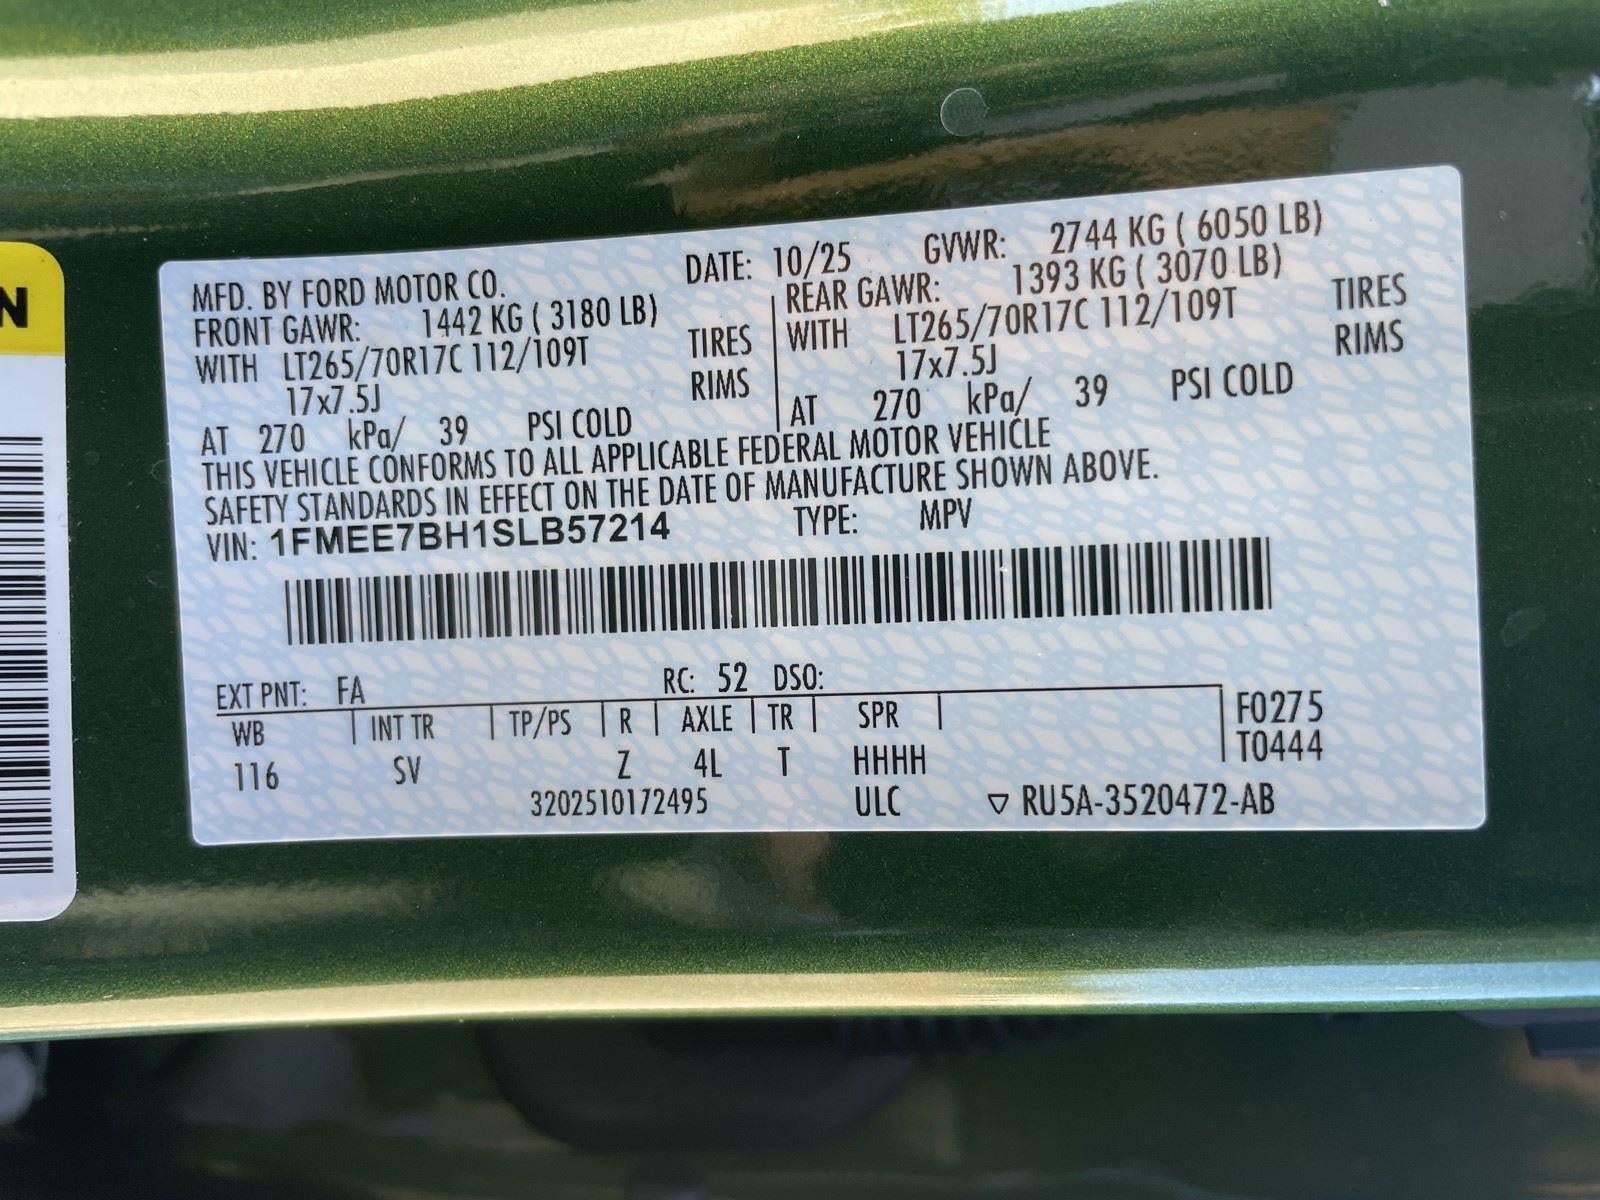 N
MFD. BY FORD MOTOR CO. DATE: 10/25 GVWR: 2744 KG ( 6050 LB)
FRONT GAWR: 1442 KG ( 3180 LB) REAR GAWR: 1393 KG ( 3070 LB)
WITH LT265/70R17C 112/109T TIRES WITH LT265/70R17C 112/109T TIRES
17x7.5J RIMS 17x7.5J RIMS
AT 270 kPa/ 39 PSI COLD AT 270 kPa/ 39 PSI COLD
THIS VEHICLE CONFORMS TO ALL APPLICABLE FEDERAL MOTOR VEHICLE
SAFETY STANDARDS IN EFFECT ON THE DATE OF MANUFACTURE SHOWN ABOVE.
VIN: 1FMEE7BH1SLB57214 TYPE: MPV
EXT PNT: FA RC: 52 DSO:
WB INT TR TP/PS R AXLE TR SPR F0275
116 SV Z 4L T HHHH T0444
3202510172495 ULC ▽ RU5A-3520472-AB